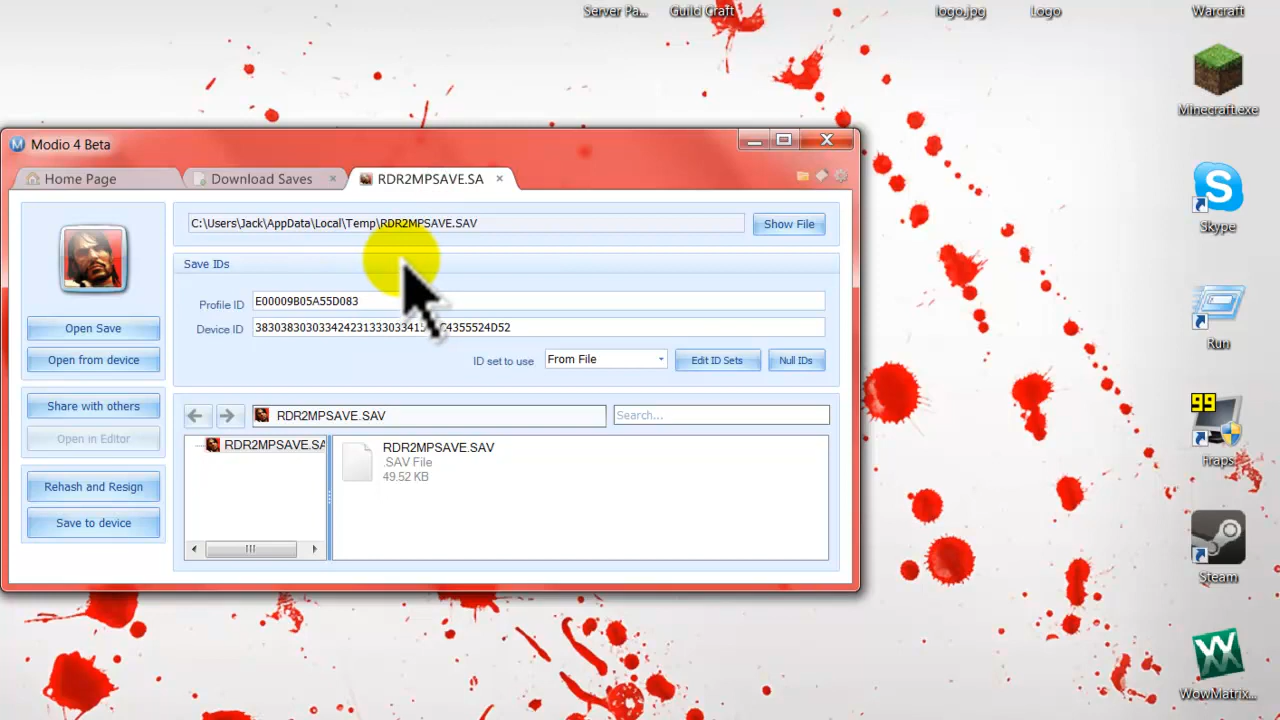 Server Pa...
Guild Craft
logo.jpg
Logo
Warcraft
Minecraft.exe
Modio 4 Beta
Home Page
Download Saves
RDR2MPSAVE.SA
C:\Users\Jack\AppData\Local\Temp\RDR2MPSAVE.SAV
Show File
Save IDs
Profile ID
E00009B05A55D083
Device ID
ID set to use
From File
Edit ID Sets
Null IDs
Open Save
Open from device
Share with others
Open in Editor
Rehash and Resign
Save to device
RDR2MPSAVE.SAV
Search...
RDR2MPSAVE.SA
RDR2MPSAVE.SAV
.SAV File
49.52 KB
Skype
Run
99
Fraps
Steam
WowMatrix...